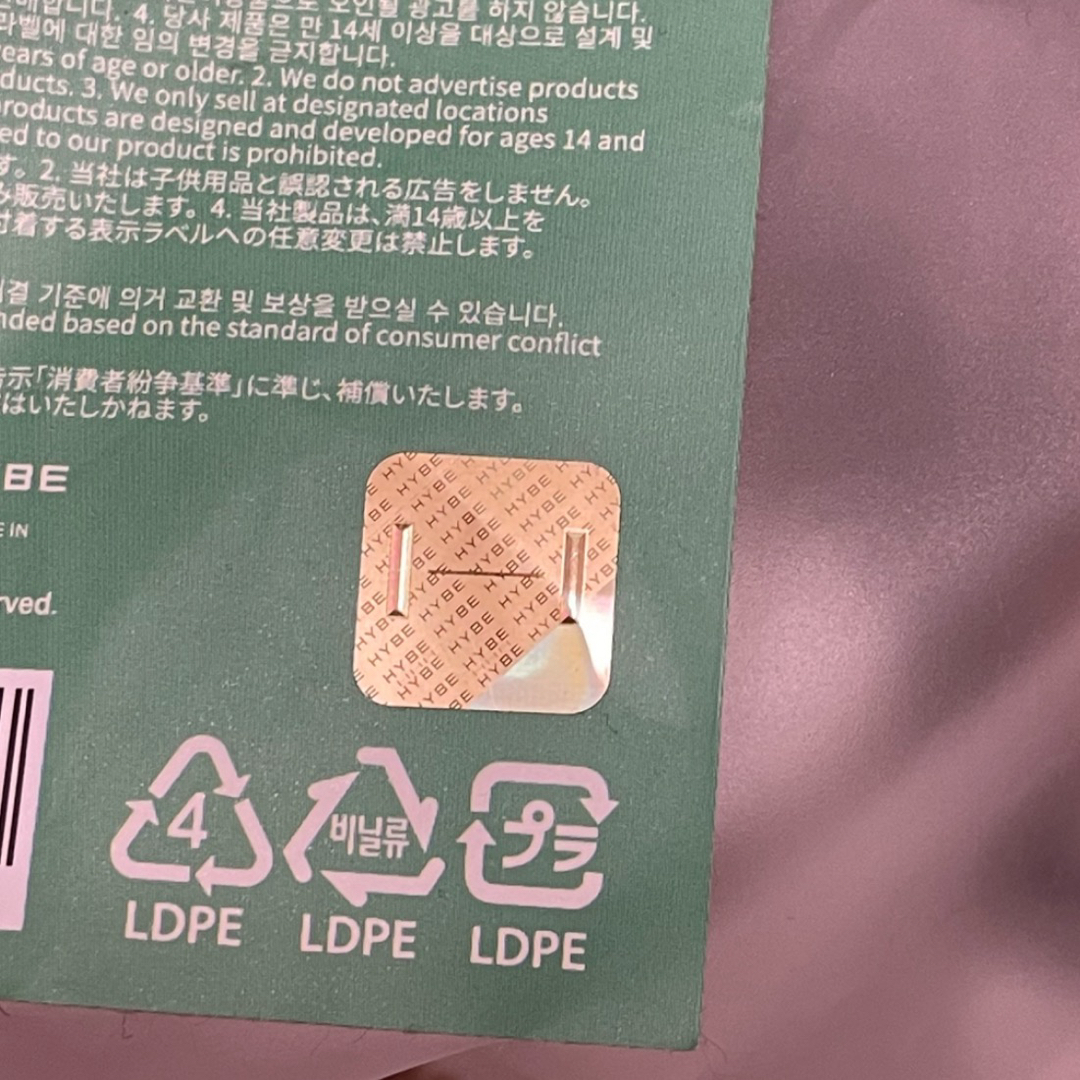 4. 당사 제품은 만 14세 이상을 대상으로 설계 및
라벨에 대한 임의 변경을 금지합니다.
ears of age or older. 2. We do not advertise products
ducts. 3. We only sell at designated locations
roducts are designed and developed for ages 14 and
ed to our product is prohibited.
す。2. 当社は子供用品と誤認される広告をしません。
み販売いたします。4. 当社製品は、満14歳以上を
付着する表示ラベルへの任意変更は禁止します。
결 기준에 의거 교환 및 보상을 받으실 수 있습니다.
nded based on the standard of consumer conflict
示「消費者紛争基準」に準じ、補償いたします。
はいたしかねます。
BE
E IN
rved.
HYBE
4
비닐류
プラ
LDPE
LDPE
LDPE